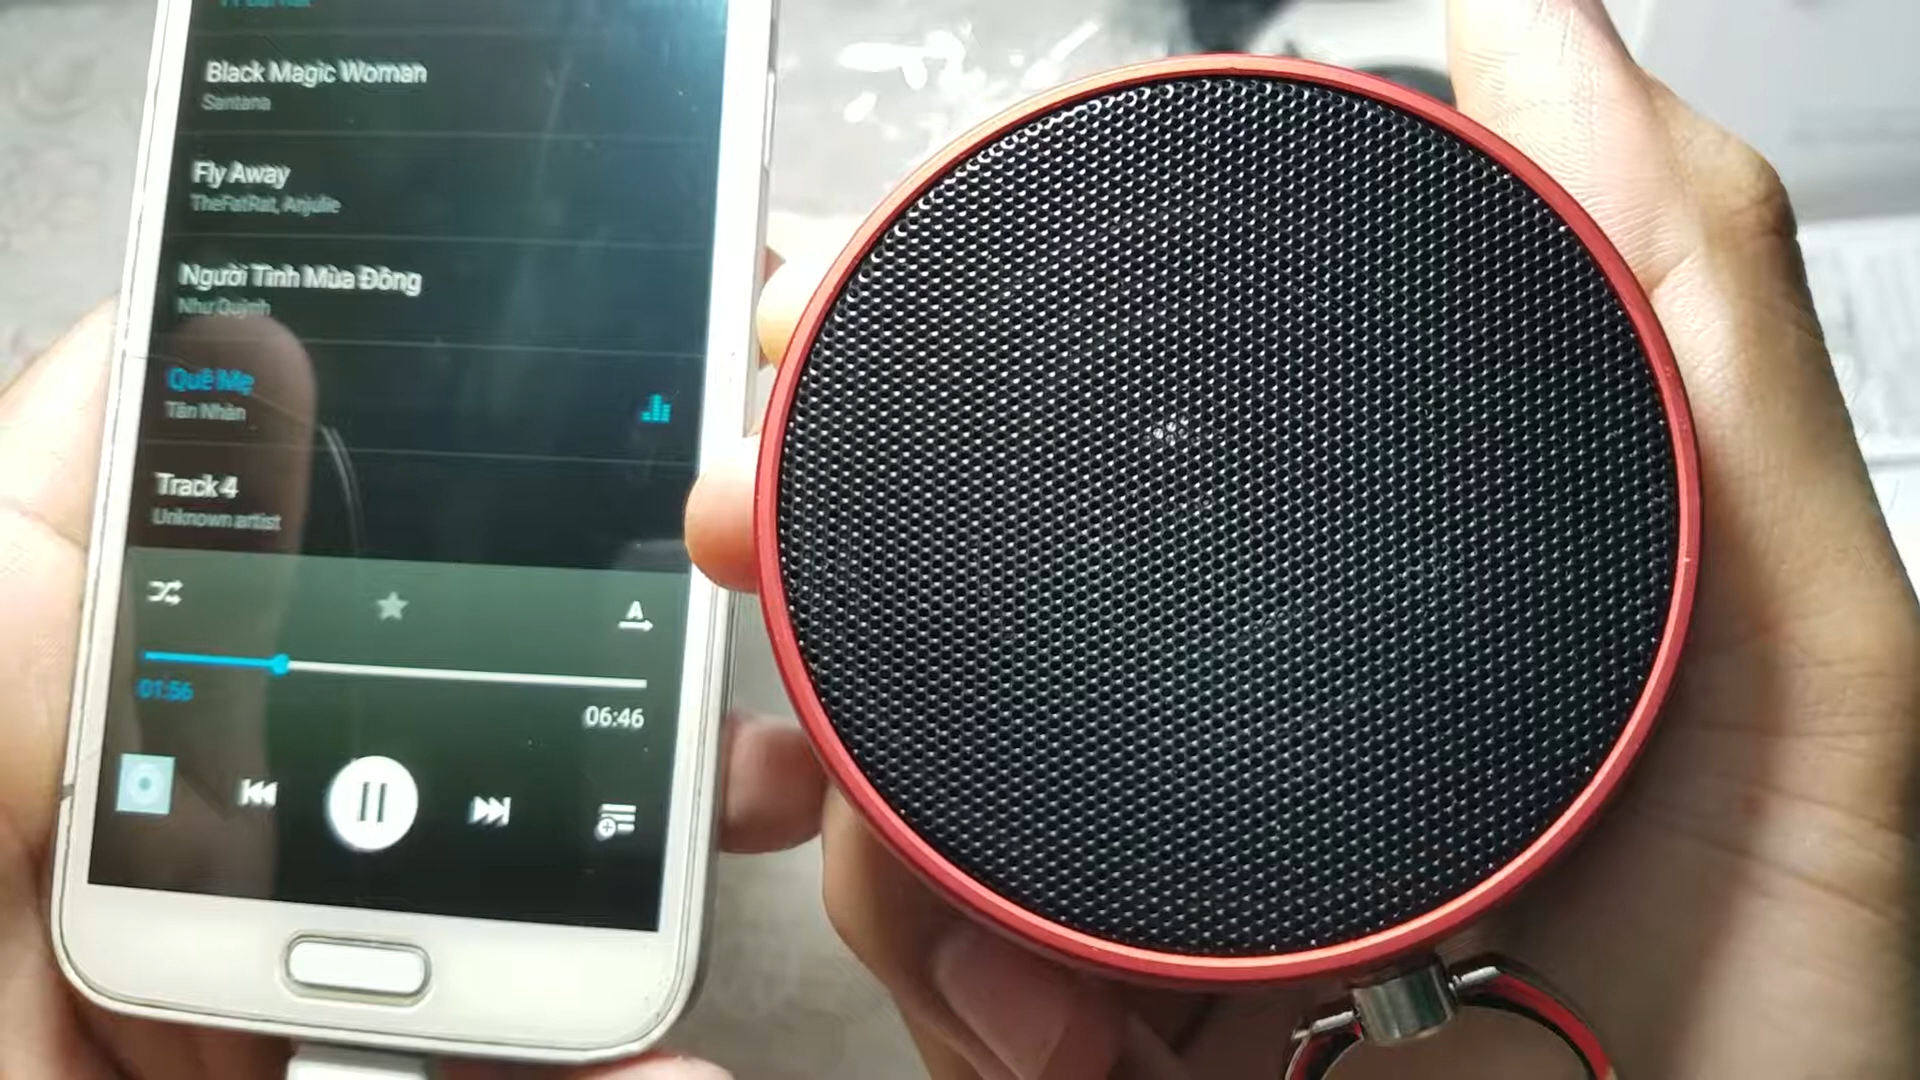 Black Magic Woman
Santana
Fly Away
TheFatRat, Anjulie
Người Tình Mùa Đông
Như Quỳnh
Quê Mẹ
Tân Nhàn
Track 4
Unknown artist
A
01:56
06:46